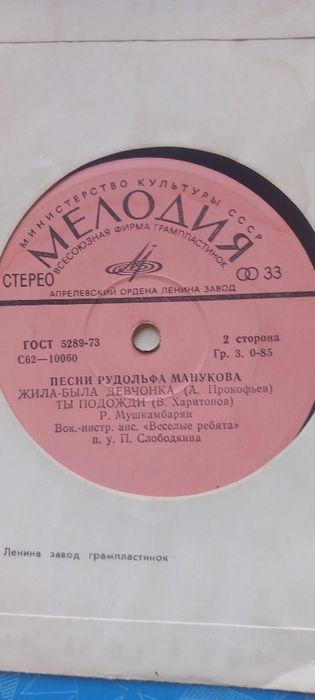 МИНИСТЕРСТВО КУЛЬТУРЫ СССР
МЕЛОДИЯ
ВСЕСОЮЗНАЯ ФИРМА ГРАМПЛАСТИНОК
СТЕРЕО
33
АПРЕЛЕВСКИЙ ОРДЕНА ЛЕНИНА ЗАВОД
ГОСТ 5289-73
2 сторона
С62—10060
Гр. 3. 0-85
ПЕСНИ РУДОЛЬФА МАНУКОВА
ЖИЛА-БЫЛА ДЕВЧОНКА (А. Прокофьев)
ТЫ ПОДОЖДИ (В. Харитонов)
Р. Мушкамбарян
Вок.-инстр. анс. «Веселые ребята»
п. у П. Слободкина
Ленина завод грампластинок